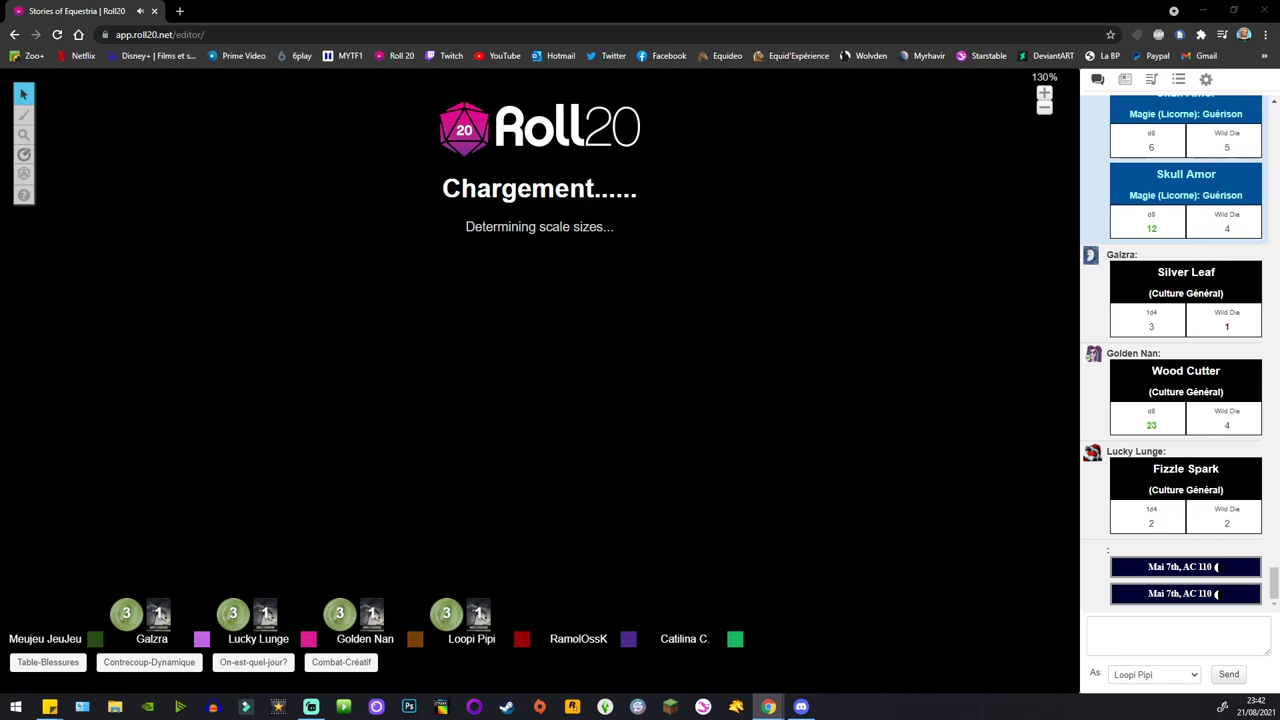 Stories of Equestria | Roll20
app.roll20.net/editor/
Zoo+ Netflix Disney+ | Films et s... Prime Video 6play MYTF1 Roll 20 Twitch YouTube Hotmail Twitter Facebook Equideo Equid'Expérience Wolvden Myrhavir Starstable DeviantART La BP Paypal Gmail »
130%
20 Roll20
Chargement......
Determining scale sizes...
Magie (Licorne): Guérison
d8 Wild Die
6 5
Skull Amor
Magie (Licorne): Guérison
d8 Wild Die
12 4
Galzra:
Silver Leaf
(Culture Général)
1d4 Wild Die
3 1
Golden Nan:
Wood Cutter
(Culture Général)
d8 Wild Die
23 4
Lucky Lunge:
Fizzle Spark
(Culture Général)
1d4 Wild Die
2 2
:
Mai 7th, AC 110
Mai 7th, AC 110
3 1 3 1 3 1 3 1
Meujeu JeuJeu Galzra Lucky Lunge Golden Nan Loopi Pipi RamolOssK Catilina C.
Table-Blessures Contrecoup-Dynamique On-est-quel-jour? Combat-Créatif
As: Loopi Pipi Send
23:42
21/08/2021